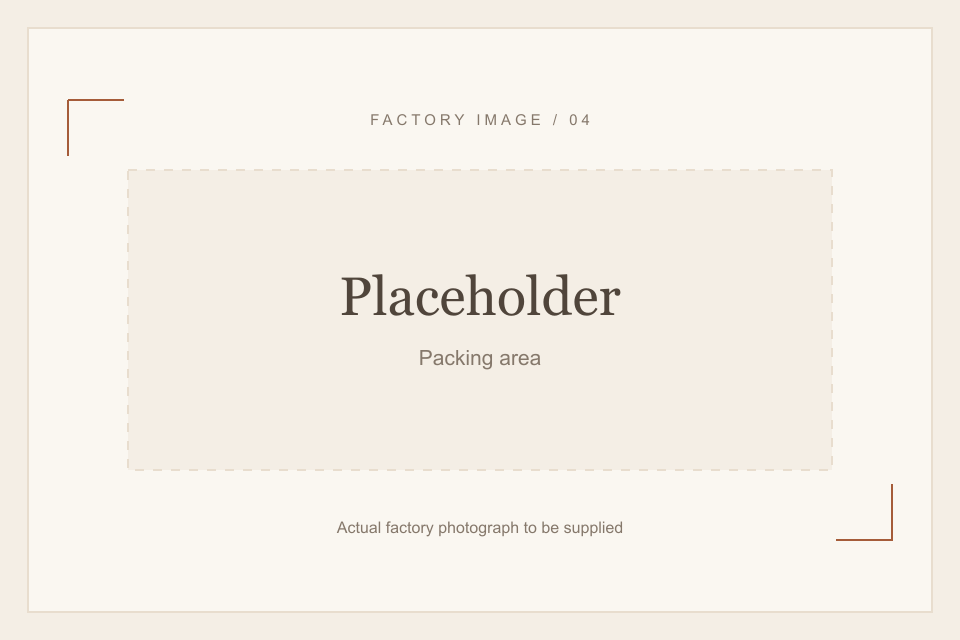 FACTORY IMAGE / 04
Placeholder
Packing area
Actual factory photograph to be supplied